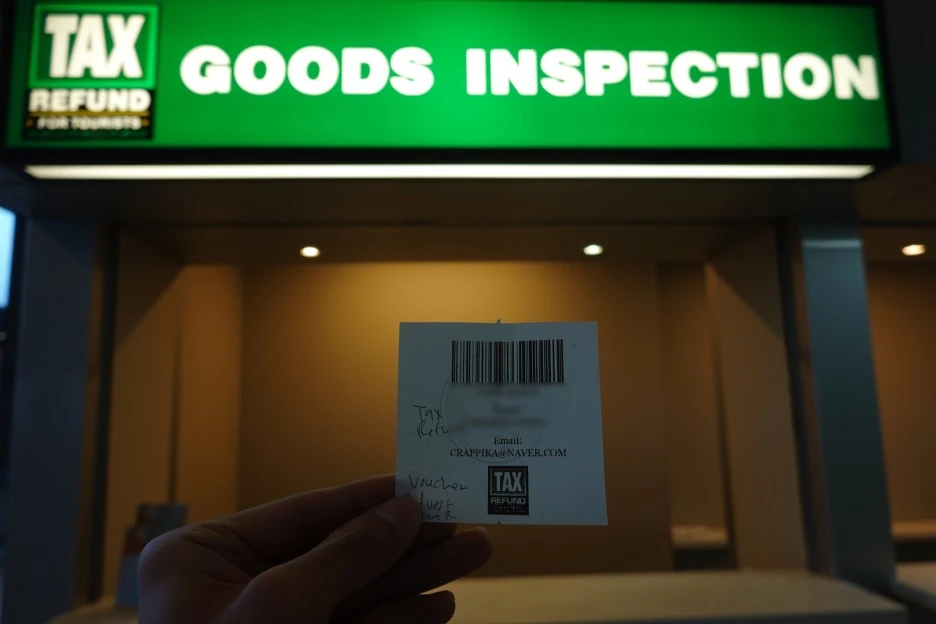 TAX
REFUND
FOR TOURISTS
GOODS INSPECTION
Tax
Email:
CRAPPIKA@NAVER.COM
Voucher
TAX
REFUND